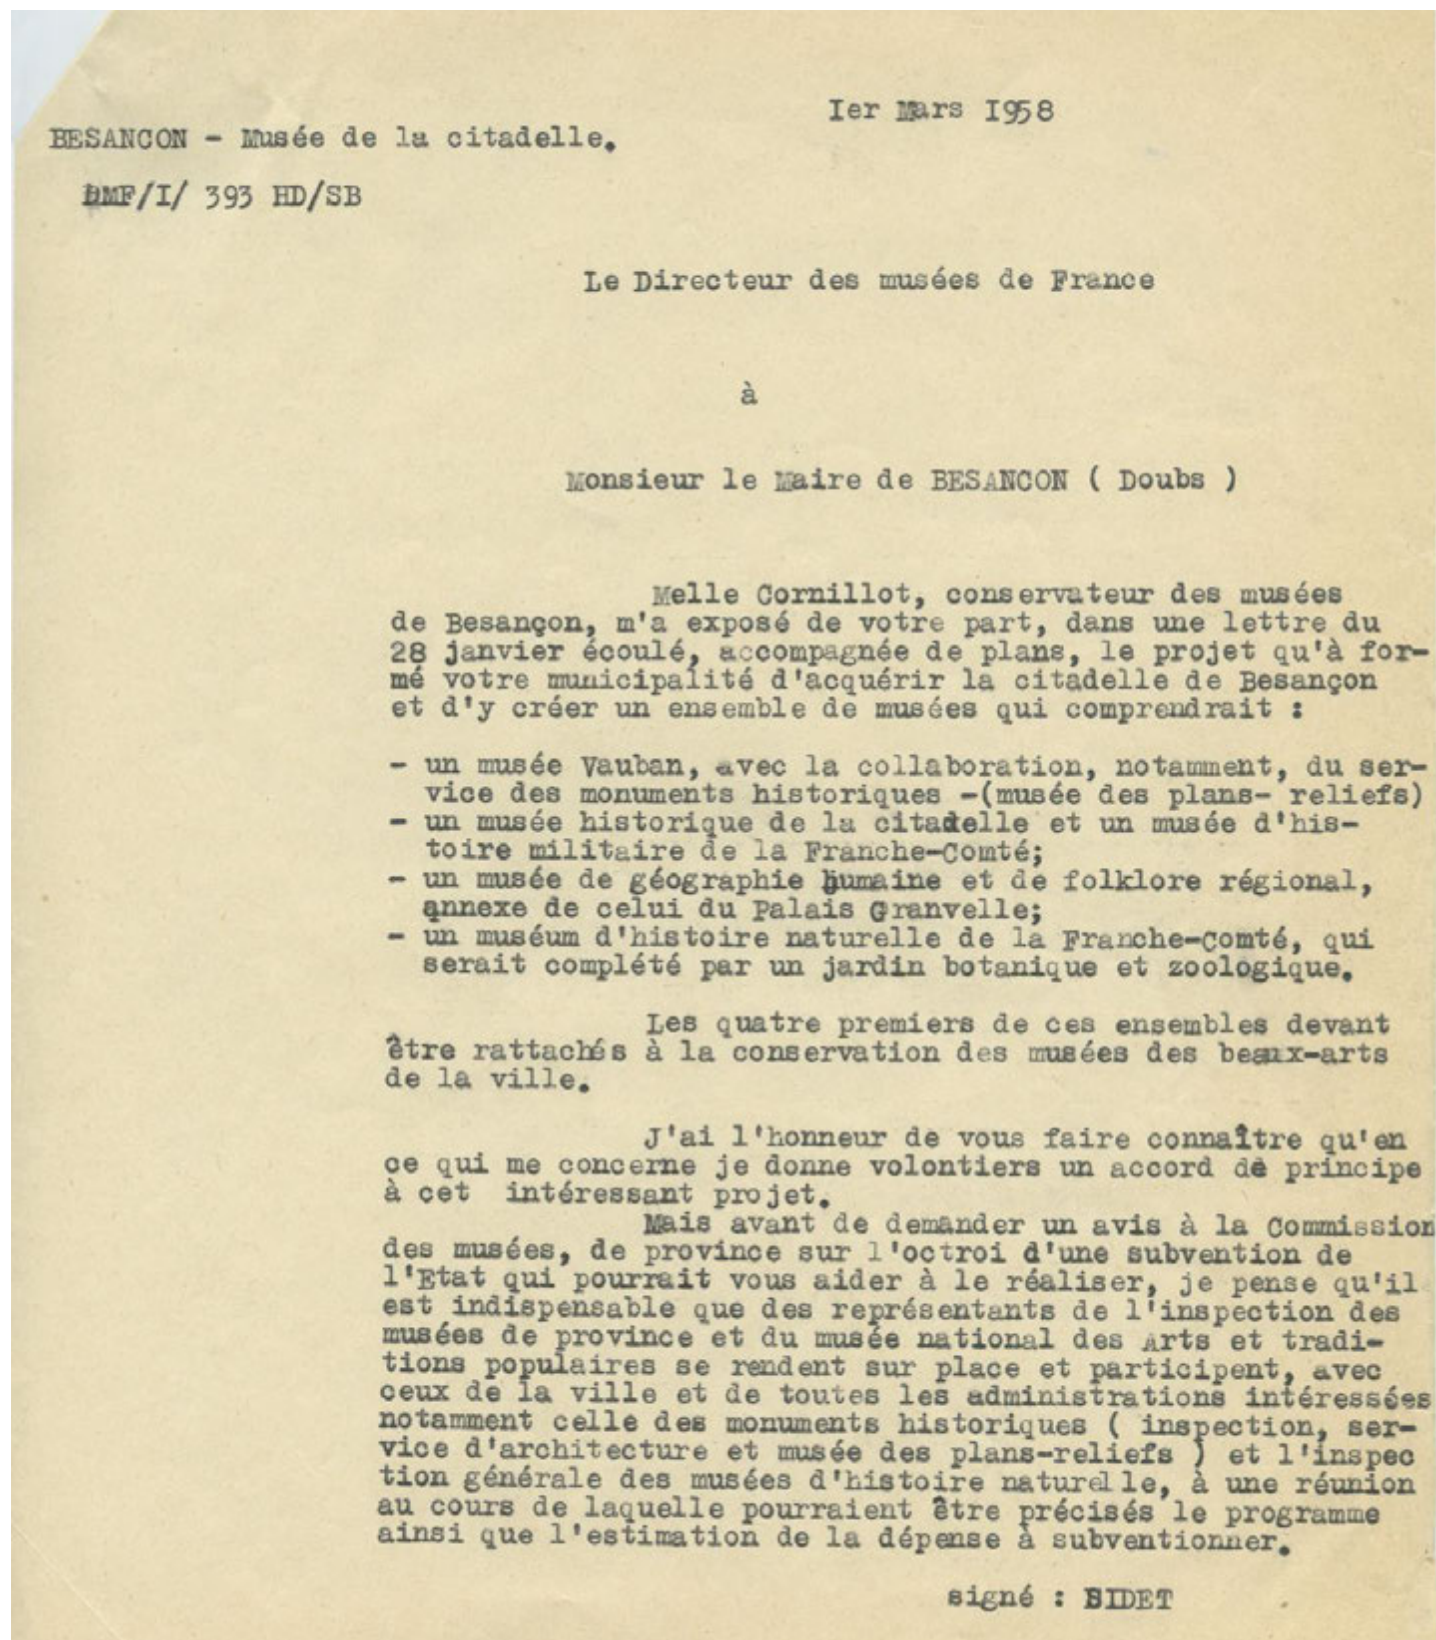 Ier Mars 1958
BESANCON - Musée de la citadelle.
DMF/I/ 393 HD/SB
Le Directeur des musées de France
à
Monsieur le Maire de BESANCON ( Doubs )
Melle Cornillot, conservateur des musées
de Besançon, m'a exposé de votre part, dans une lettre du
28 janvier écoulé, accompagnée de plans, le projet qu'à for-
mé votre municipalité d'acquérir la citadelle de Besançon
et d'y créer un ensemble de musées qui comprendrait :
- un musée Vauban, avec la collaboration, notamment, du ser-
vice des monuments historiques -(musée des plans- reliefs)
- un musée historique de la citadelle et un musée d'his-
toire militaire de la Franche-Comté;
- un musée de géographie humaine et de folklore régional,
annexe de celui du Palais Granvelle;
- un muséum d'histoire naturelle de la Franche-Comté, qui
serait complété par un jardin botanique et zoologique.
Les quatre premiers de ces ensembles devant
être rattachés à la conservation des musées des beaux-arts
de la ville.
J'ai l'honneur de vous faire connaître qu'en
ce qui me concerne je donne volontiers un accord de principe
à cet intéressant projet.
Mais avant de demander un avis à la Commission
des musées, de province sur l'octroi d'une subvention de
l'Etat qui pourrait vous aider à le réaliser, je pense qu'il
est indispensable que des représentants de l'inspection des
musées de province et du musée national des Arts et tradi-
tions populaires se rendent sur place et participent, avec
ceux de la ville et de toutes les administrations intéressées
notamment celle des monuments historiques ( inspection, ser-
vice d'architecture et musée des plans-reliefs ) et l'inspec
tion générale des musées d'histoire naturelle, à une réunion
au cours de laquelle pourraient être précisés le programme
ainsi que l'estimation de la dépense à subventionner.
signé : SIDET